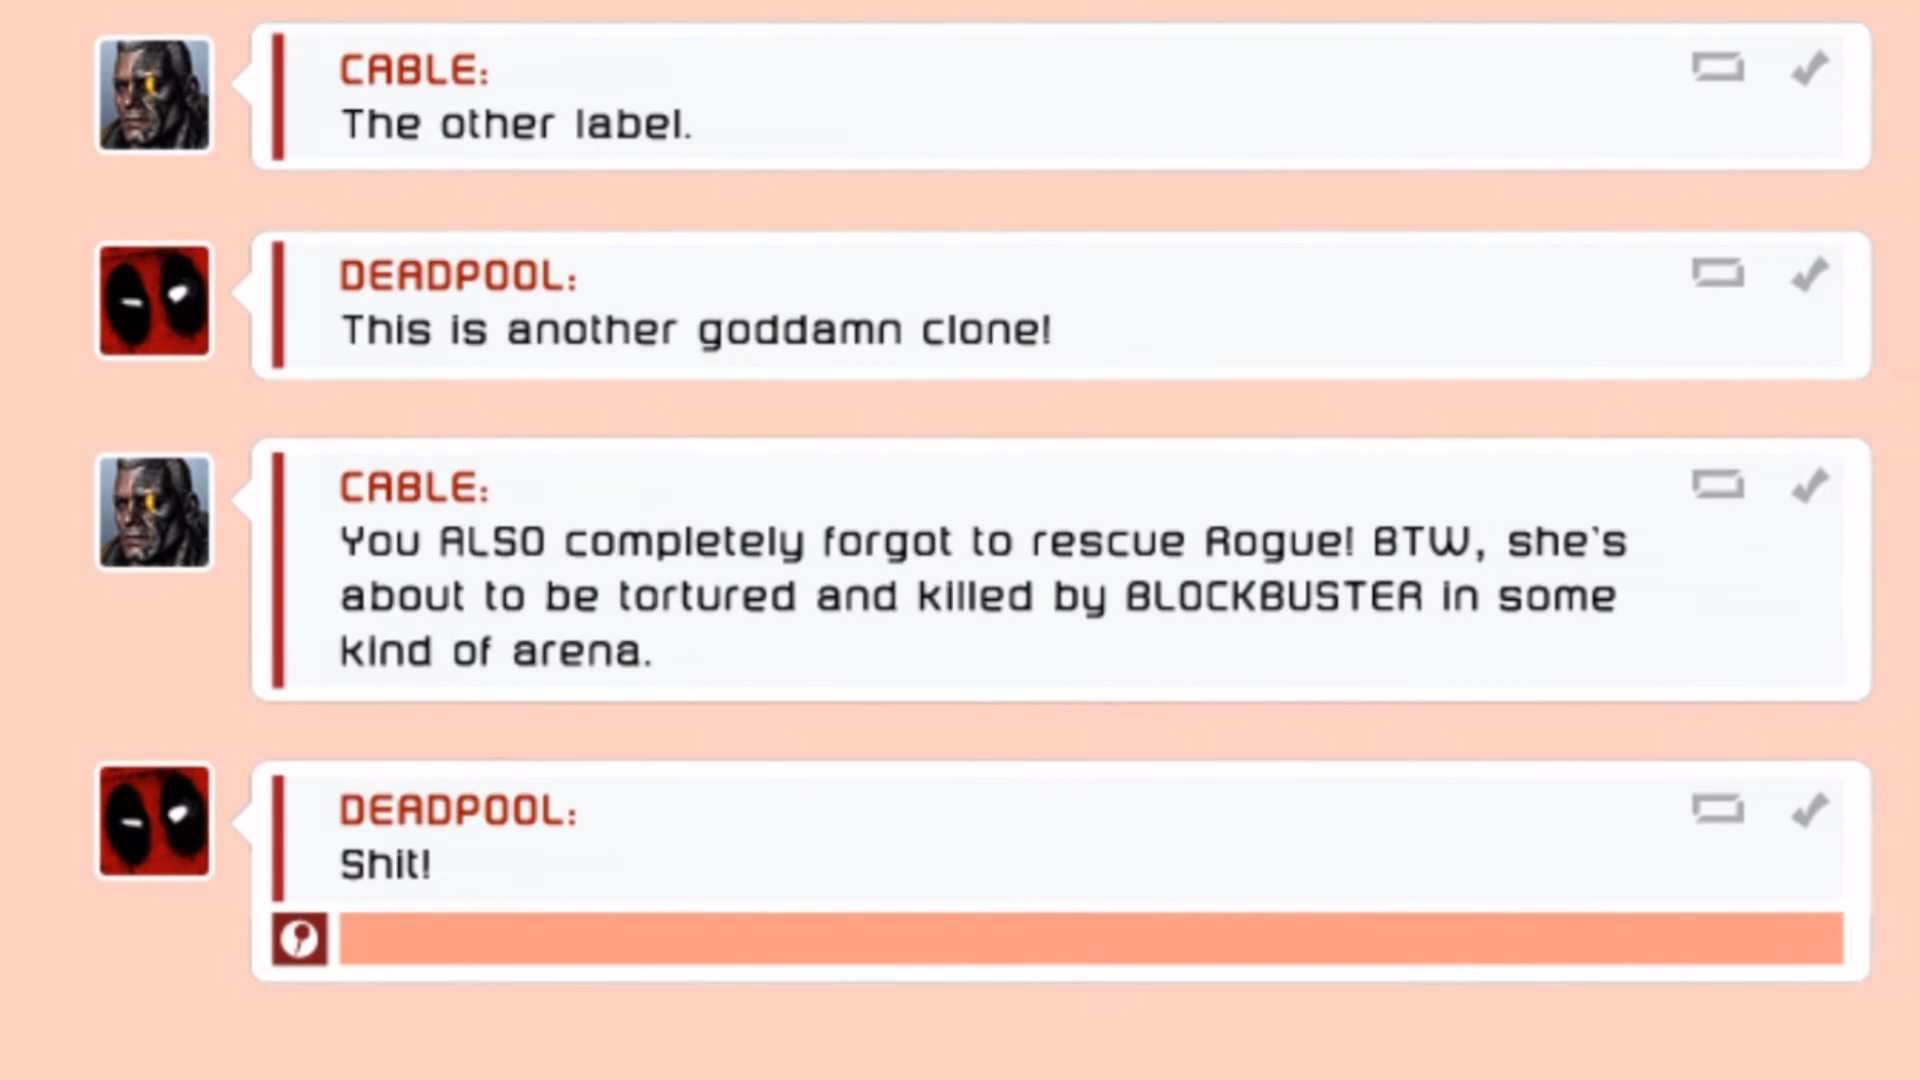 CABLE:
The other label.
DEADPOOL:
This is another goddamn clone!
CABLE:
You ALSO completely forgot to rescue Rogue! BTW, she's
about to be tortured and killed by BLOCKBUSTER in some
kind of arena.
DEADPOOL:
Shit!